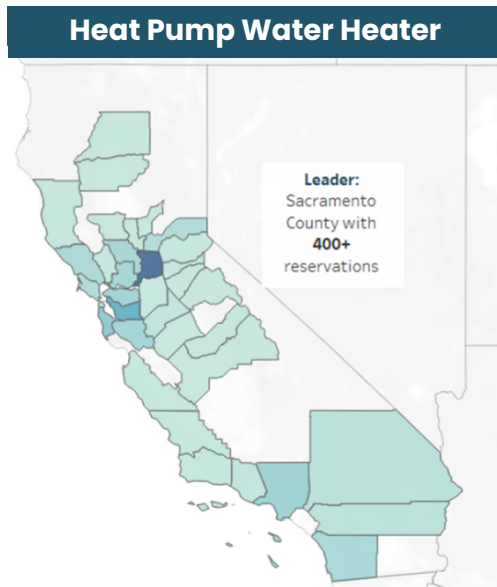 Heat Pump Water Heater
Leader:
Sacramento
County with
400+
reservations